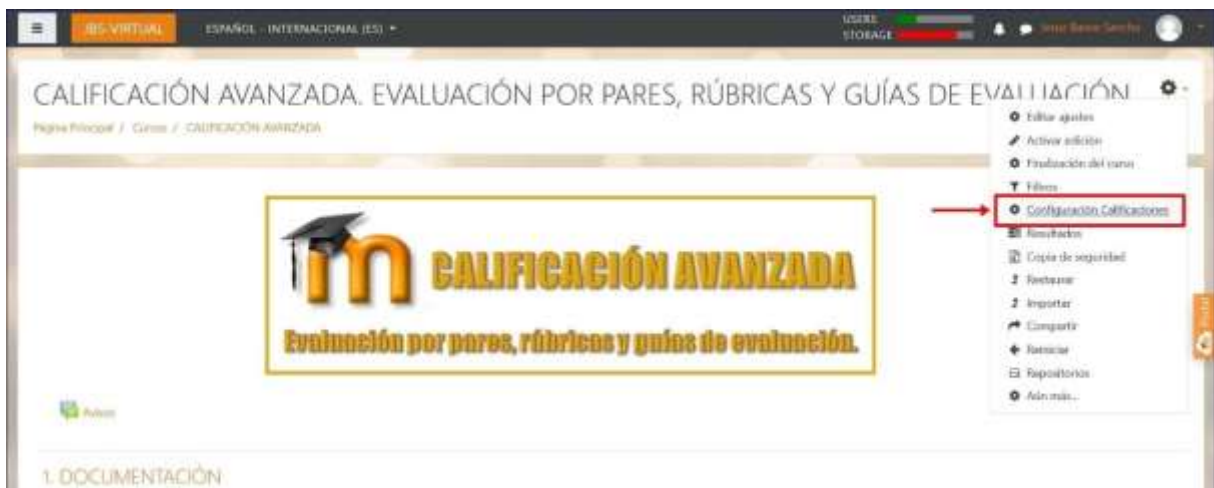 JBS-VIRTUAL
ESPAÑOL - INTERNACIONAL (ES)
USERS
STORAGE
CALIFICACIÓN AVANZADA. EVALUACIÓN POR PARES, RÚBRICAS Y GUÍAS DE EVALUACIÓN
Página Principal / Cursos / CALIFICACIÓN AVANZADA
Editar ajustes
Activar edición
Finalización del curso
Filtros
Configuración Calificaciones
Resultados
Copia de seguridad
Restaurar
Importar
Compartir
Reiniciar
Repositorios
Aún más...
m CALIFICACIÓN AVANZADA
Evaluación por pares, rúbricas y guías de evaluación.
Avisos
Portal
1. DOCUMENTACIÓN